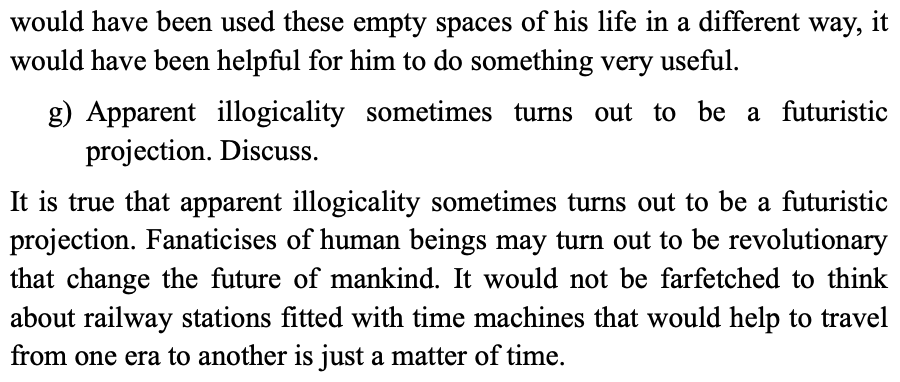 would have been used these empty spaces of his life in a different way, it
would have been helpful for him to do something very useful.
g) Apparent illogicality sometimes turns out to be a futuristic
projection. Discuss.
It is true that apparent illogicality sometimes turns out to be a futuristic
projection. Fanaticises of human beings may turn out to be revolutionary
that change the future of mankind. It would not be farfetched to think
about railway stations fitted with time machines that would help to travel
from one era to another is just a matter of time.